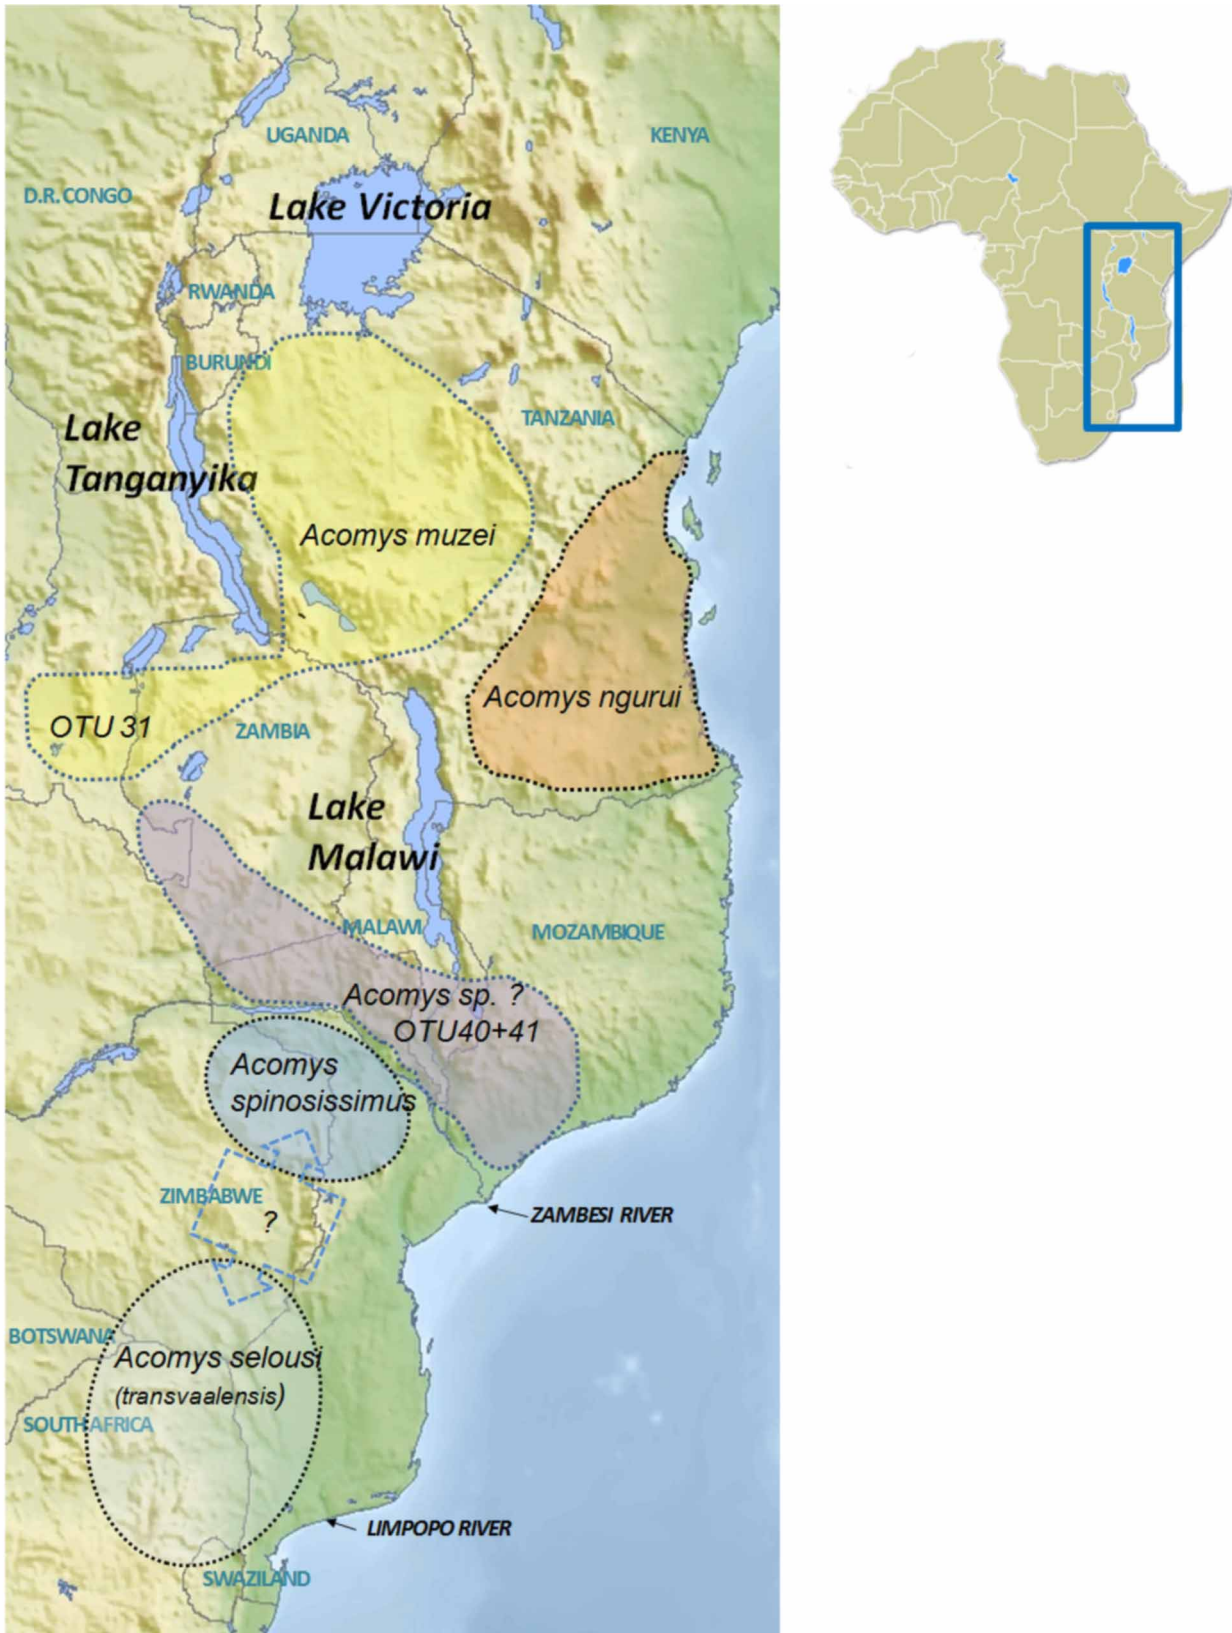 UGANDA
KENYA
D.R. CONGO
Lake Victoria
RWANDA
BURUNDI
TANZANIA
Lake
Tanganyika
Acomys muzei
Acomys ngurui
OTU 31
ZAMBIA
Lake
Malawi
MALAWI
MOZAMBIQUE
Acomys sp. ?
OTU40+41
Acomys
spinosissimus
ZIMBABWE
?
ZAMBESI RIVER
BOTSWANA
Acomys selousi
(transvaalensis)
SOUTH AFRICA
LIMPOPO RIVER
SWAZILAND